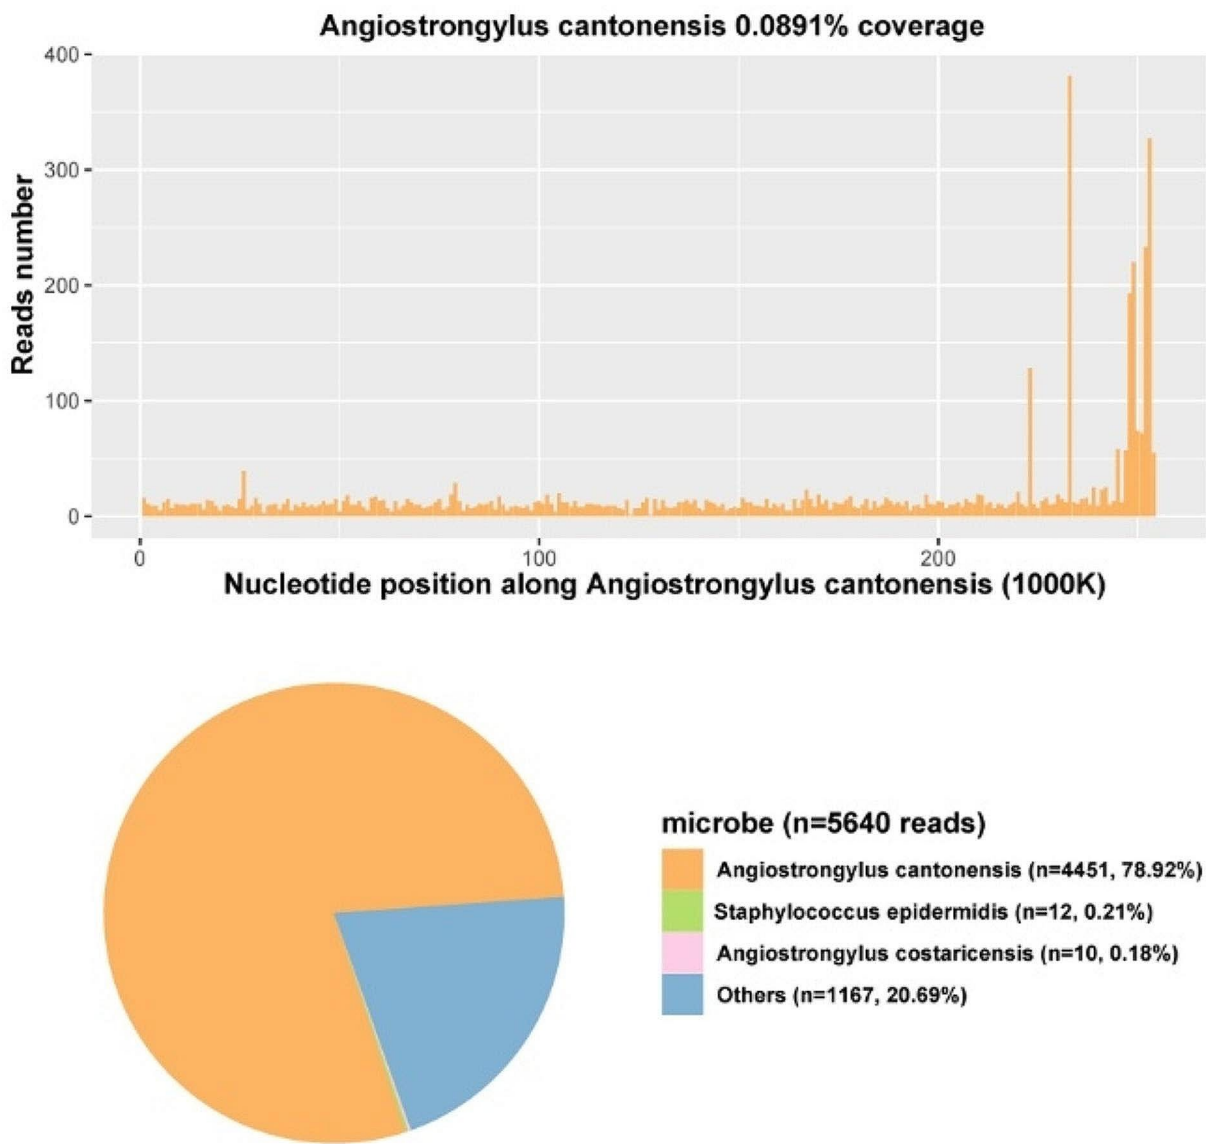 Angiostrongylus cantonensis 0.0891% coverage
400
300
200
100
0
Reads number
0 100 200
Nucleotide position along Angiostrongylus cantonensis (1000K)
microbe (n=5640 reads)
Angiostrongylus cantonensis (n=4451, 78.92%)
Staphylococcus epidermidis (n=12, 0.21%)
Angiostrongylus costaricensis (n=10, 0.18%)
Others (n=1167, 20.69%)